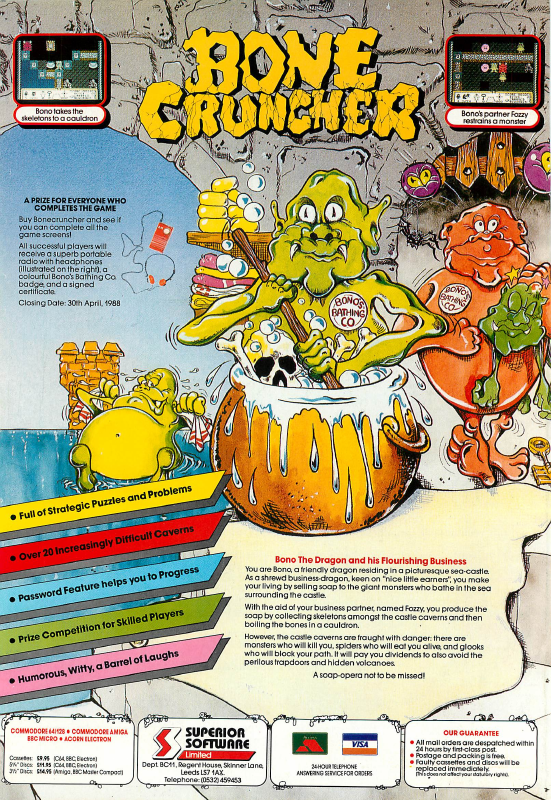 BONE
CRUNCHER
Bono takes the
skeletons to a cauldron
Bono's partner Fozzy
restrains a monster
A PRIZE FOR EVERYONE WHO
COMPLETES THE GAME
Buy Bonecruncher and see if
you can complete all the
game screens!
All successful players will
receive a superb portable
radio with headphones
(illustrated on the right), a
colourful Bono's Bathing Co.
badge, and a signed
certificate.
Closing Date: 30th April, 1988
BONO'S
BATHING
CO.
BONO'S
BATHING
CO.
• Full of Strategic Puzzles and Problems
• Over 20 Increasingly Difficult Caverns
• Password Feature helps you to Progress
• Prize Competition for Skilled Players
• Humorous, Witty, a Barrel of Laughs
Bono The Dragon and his Flourishing Business
You are Bono, a friendly dragon residing in a picturesque sea-castle.
As a shrewd business-dragon, keen on "nice little earners", you make
your living by selling soap to the giant monsters who bathe in the sea
surrounding the castle.
With the aid of your business partner, named Fozzy, you produce the
soap by collecting skeletons amongst the castle caverns and then
boiling the bones in a cauldron.
However, the castle caverns are fraught with danger: there are
monsters who will kill you, spiders who will eat you alive, and glooks
who will block your path. It will pay you dividends to also avoid the
perilous trapdoors and hidden volcanoes.
A soap-opera not to be missed!
COMMODORE 64/128 • COMMODORE AMIGA
BBC MICRO • ACORN ELECTRON
Cassettes: £9.95 (C64, BBC, Electron)
5¼" Discs: £11.95 (C64, BBC, Electron)
3½" Discs: £14.95 (Amiga, BBC Master Compact)
SUPERIOR
SOFTWARE
Limited
Dept. BC11, Regent House, Skinner Lane,
Leeds LS7 1AX.
Telephone: (0532) 459453
VISA
24-HOUR TELEPHONE
ANSWERING SERVICE FOR ORDERS
OUR GUARANTEE
• All mail orders are despatched within
24 hours by first-class post.
• Postage and packing is free.
• Faulty cassettes and discs will be
replaced immediately.
(This does not affect your statutory rights).